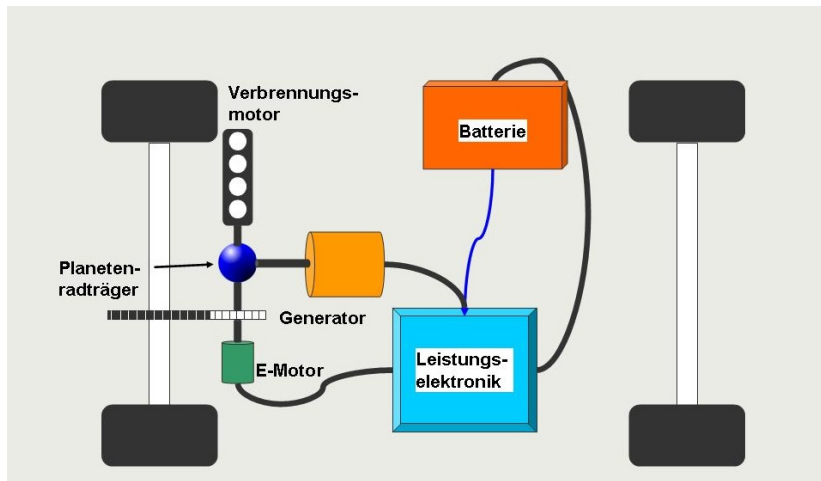 Verbrennungs-
motor
Batterie
Planeten-
radträger
Generator
E-Motor
Leistungs-
elektronik